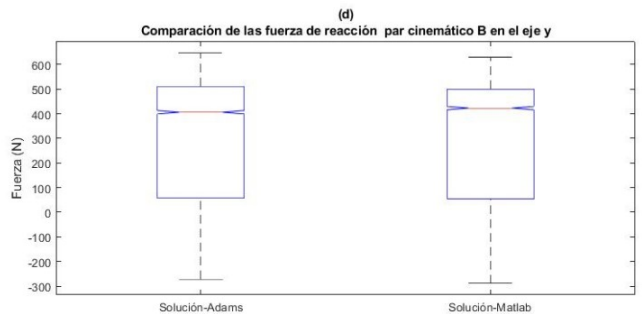 (d)
Comparación de las fuerza de reacción par cinemático B en el eje y
Fuerza (N)
600
500
400
300
200
100
0
-100
-200
-300
Solución-Adams
Solución-Matlab